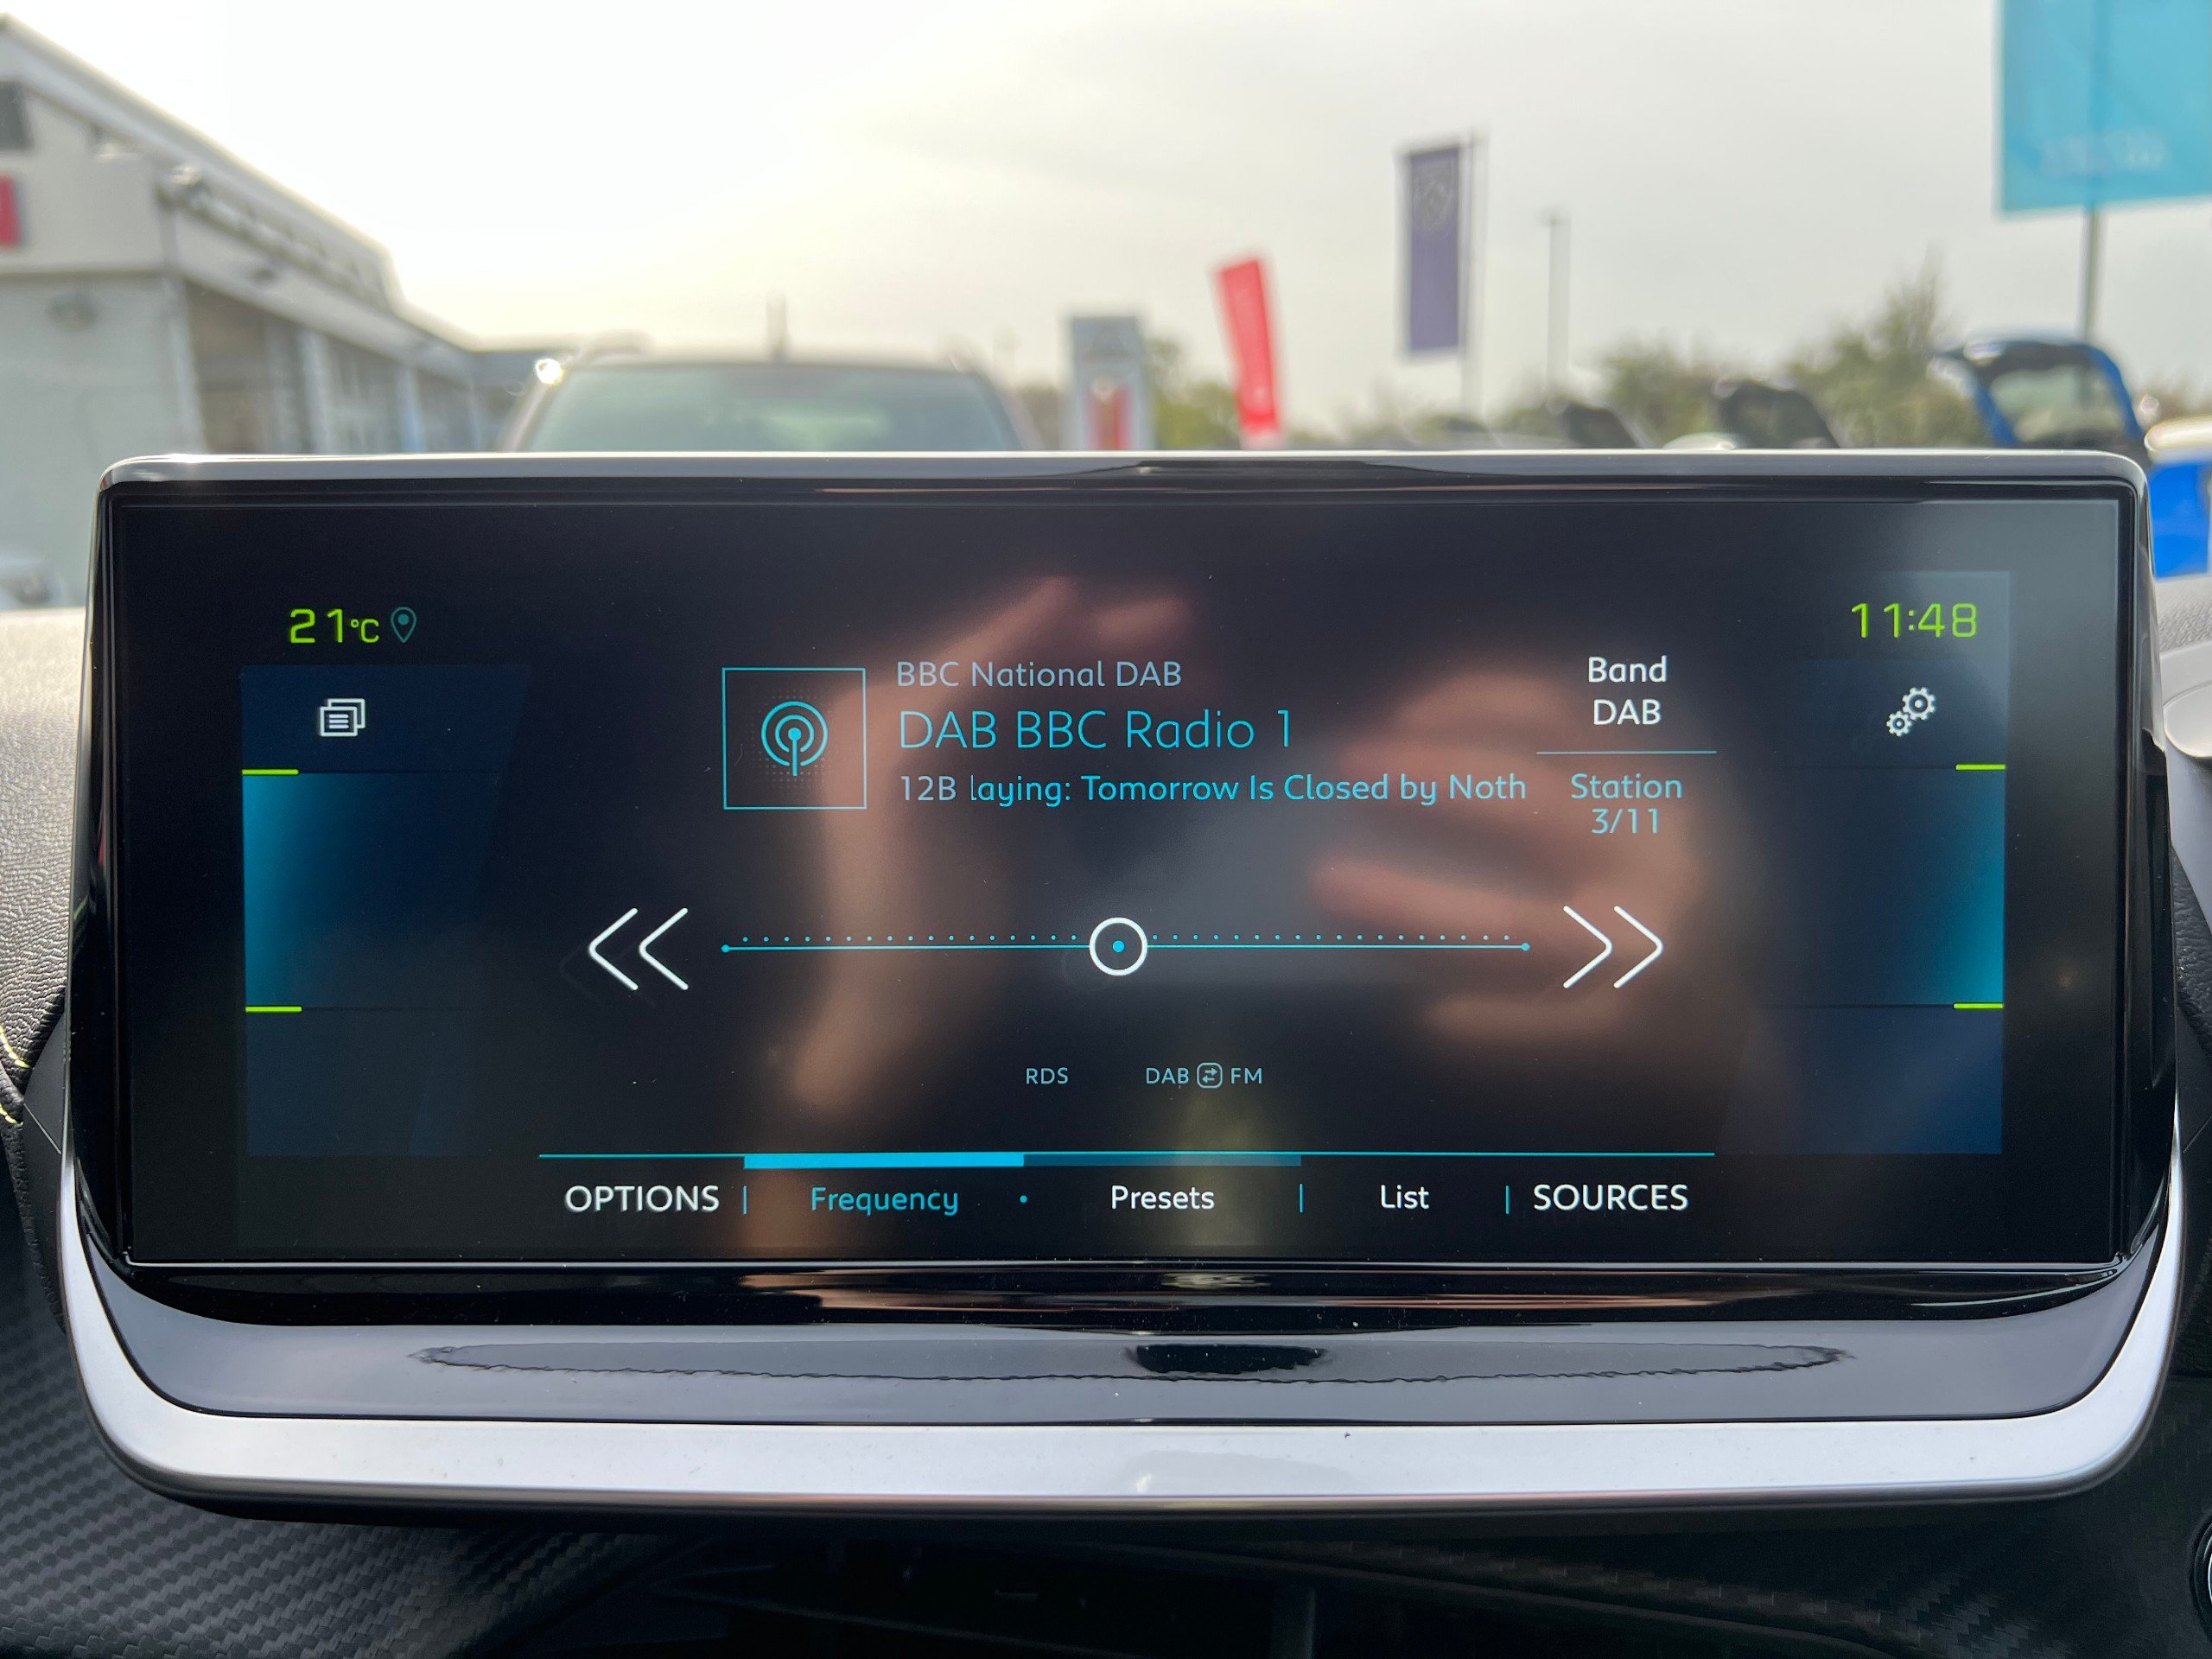 21°C
11:48
BBC National DAB
DAB BBC Radio 1
12B laying: Tomorrow Is Closed by Noth
Band
DAB
Station
3/11
RDS
DAB FM
OPTIONS
Frequency
Presets
List
SOURCES